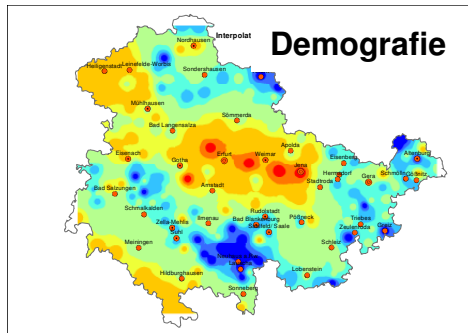 Demografie
Interpolat
Nordhausen
Heiligenstadt
Leinefelde-Worbis
Sondershausen
Mühlhausen
Sömmerda
Bad Langensalza
Eisenach
Gotha
Erfurt
Weimar
Apolda
Jena
Eisenberg
Hermsdorf
Stadtroda
Gera
Schmölln
Altenburg
Gößnitz
Bad Salzungen
Arnstadt
Schmalkalden
Zella-Mehlis
Suhl
Ilmenau
Rudolstadt
Bad Blankenburg
Saalfeld/ Saale
Pößneck
Triebes
Zeulenroda
Greiz
Meiningen
Schleiz
Lobenstein
Hildburghausen
Sonneberg